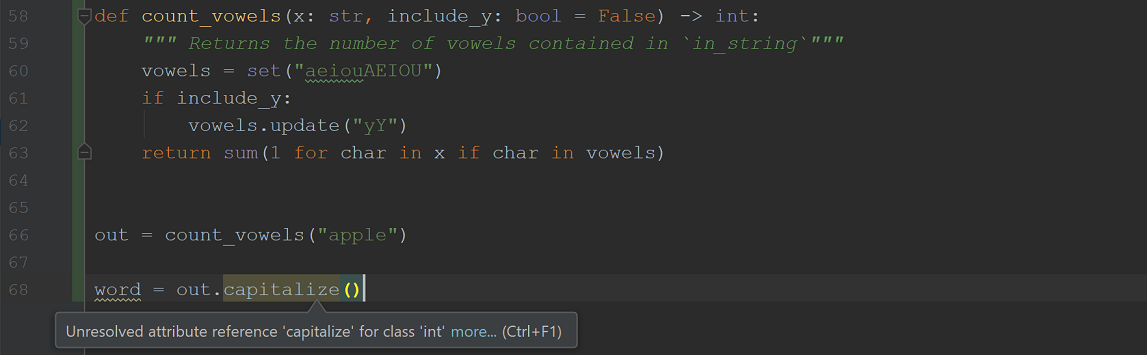 58 def count_vowels(x: str, include_y: bool = False) -> int:
59     """ Returns the number of vowels contained in `in_string`"""
60     vowels = set("aeiouAEIOU")
61     if include_y:
62         vowels.update("yY")
63     return sum(1 for char in x if char in vowels)
64
65
66 out = count_vowels("apple")
67
68 word = out.capitalize()
Unresolved attribute reference 'capitalize' for class 'int' more... (Ctrl+F1)